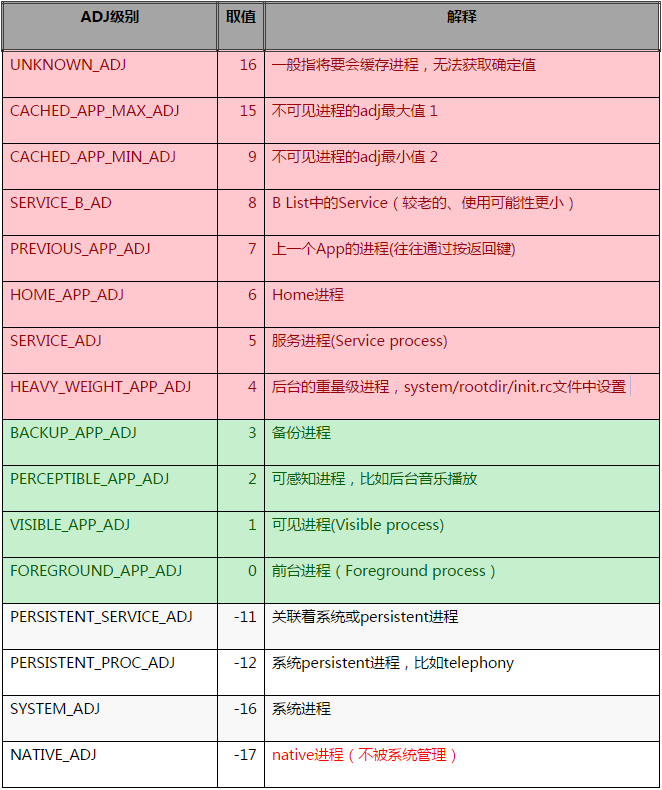 ADJ级别 取值 解释
UNKNOWN_ADJ 16 一般指将要会缓存进程，无法获取确定值
CACHED_APP_MAX_ADJ 15 不可见进程的adj最大值 1
CACHED_APP_MIN_ADJ 9 不可见进程的adj最小值 2
SERVICE_B_AD 8 B List中的Service（较老的、使用可能性更小）
PREVIOUS_APP_ADJ 7 上一个App的进程(往往通过按返回键)
HOME_APP_ADJ 6 Home进程
SERVICE_ADJ 5 服务进程(Service process)
HEAVY_WEIGHT_APP_ADJ 4 后台的重量级进程，system/rootdir/init.rc文件中设置
BACKUP_APP_ADJ 3 备份进程
PERCEPTIBLE_APP_ADJ 2 可感知进程，比如后台音乐播放
VISIBLE_APP_ADJ 1 可见进程(Visible process)
FOREGROUND_APP_ADJ 0 前台进程（Foreground process）
PERSISTENT_SERVICE_ADJ -11 关联着系统或persistent进程
PERSISTENT_PROC_ADJ -12 系统persistent进程，比如telephony
SYSTEM_ADJ -16 系统进程
NATIVE_ADJ -17 native进程（不被系统管理）